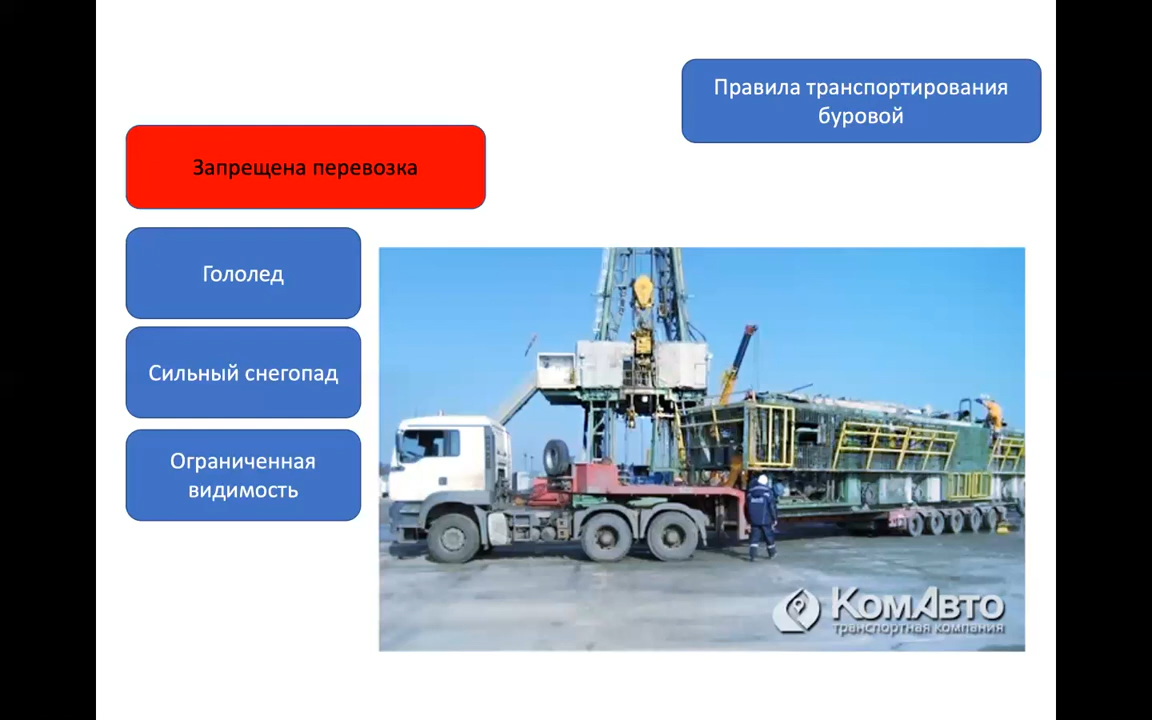 Правила транспортирования
буровой
Запрещена перевозка
Гололед
Сильный снегопад
Ограниченная
видимость
КомАвто
транспортная компания